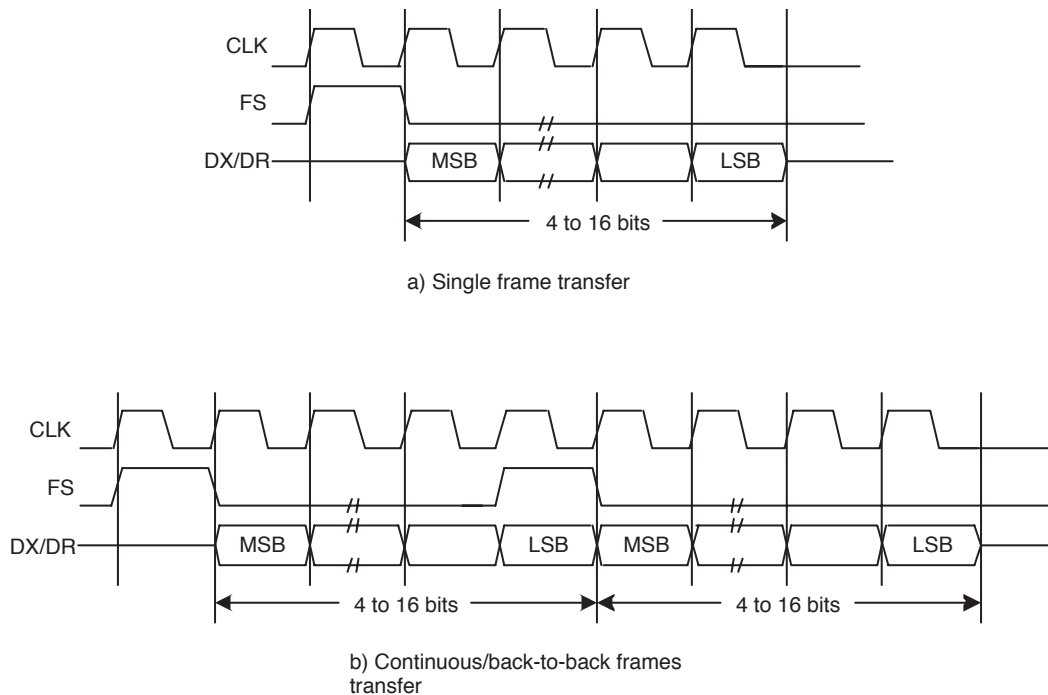 CLK
FS
DX/DR
MSB
LSB
4 to 16 bits
a) Single frame transfer
CLK
FS
DX/DR
MSB
LSB
MSB
LSB
4 to 16 bits
4 to 16 bits
b) Continuous/back-to-back frames
transfer